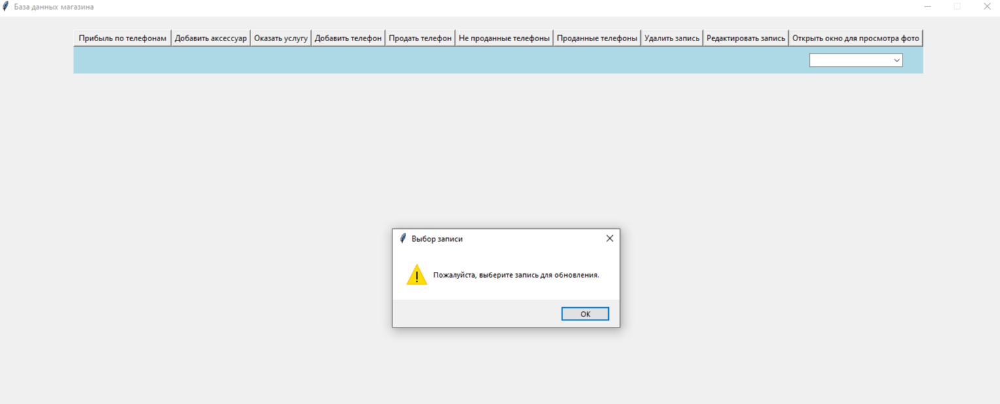 База данных магазина
Прибыль по телефонам Добавить аксессуар Оказать услугу Добавить телефон Продать телефон Не проданные телефоны Проданные телефоны Удалить запись Редактировать запись Открыть окно для просмотра фото
Выбор записи
Пожалуйста, выберите запись для обновления.
OK